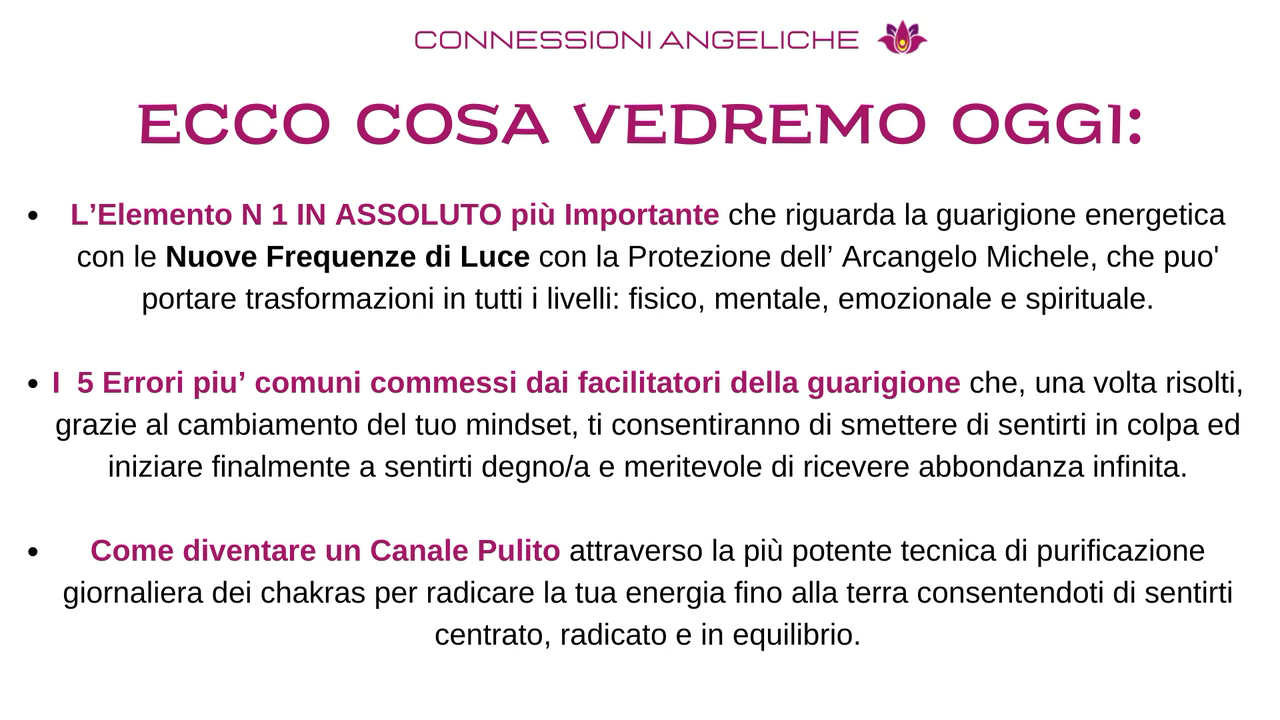 CONNESSIONI ANGELICHE
ECCO COSA VEDREMO OGGI:
• L’Elemento N 1 IN ASSOLUTO più Importante che riguarda la guarigione energetica
con le Nuove Frequenze di Luce con la Protezione dell’ Arcangelo Michele, che puo'
portare trasformazioni in tutti i livelli: fisico, mentale, emozionale e spirituale.
• I  5 Errori piu’ comuni commessi dai facilitatori della guarigione che, una volta risolti,
grazie al cambiamento del tuo mindset, ti consentiranno di smettere di sentirti in colpa ed
iniziare finalmente a sentirti degno/a e meritevole di ricevere abbondanza infinita.
• Come diventare un Canale Pulito attraverso la più potente tecnica di purificazione
giornaliera dei chakras per radicare la tua energia fino alla terra consentendoti di sentirti
centrato, radicato e in equilibrio.